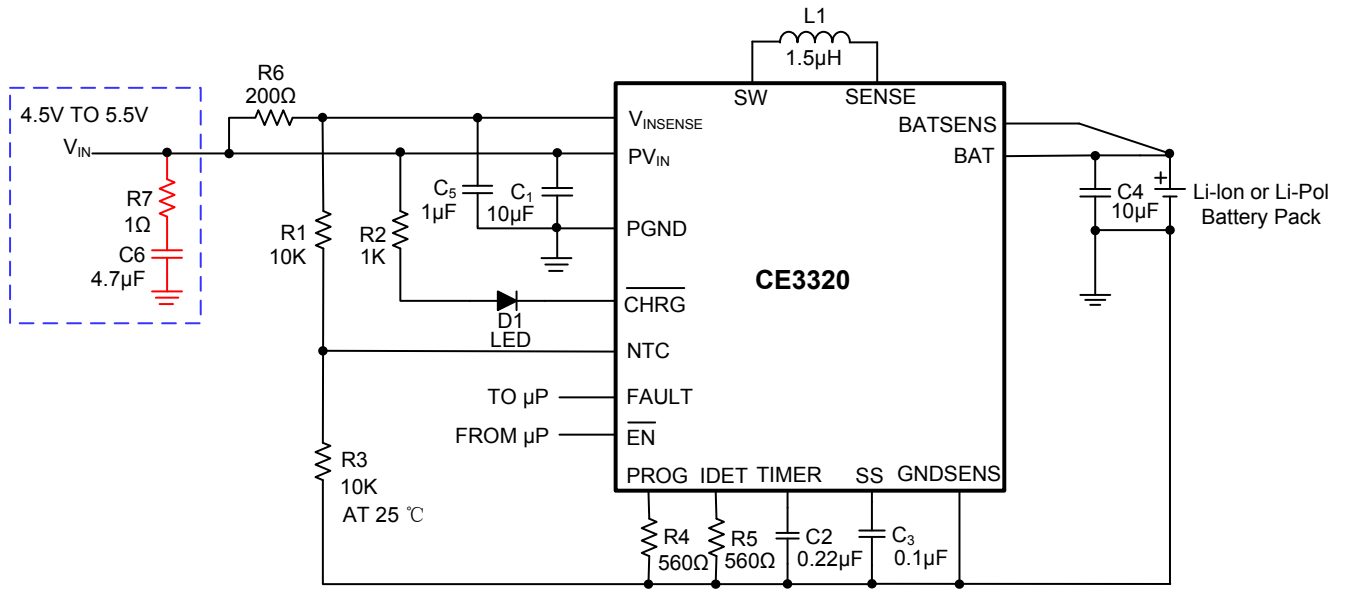 L1
1.5µH
R6
200Ω
4.5V TO 5.5V
VIN
SW
SENSE
VINSENSE
BATSENS
PVIN
BAT
R7
1Ω
C5
1µF
C1
10µF
C4
10µF
+
Li-Ion or Li-Pol
Battery Pack
R1
10K
R2
1K
PGND
C6
4.7µF
CE3320
CHRG
D1
LED
NTC
TO µP
FAULT
FROM µP
EN
R3
10K
AT 25 ℃
PROG
IDET
TIMER
SS
GNDSENS
R4
560Ω
R5
560Ω
C2
0.22µF
C3
0.1µF